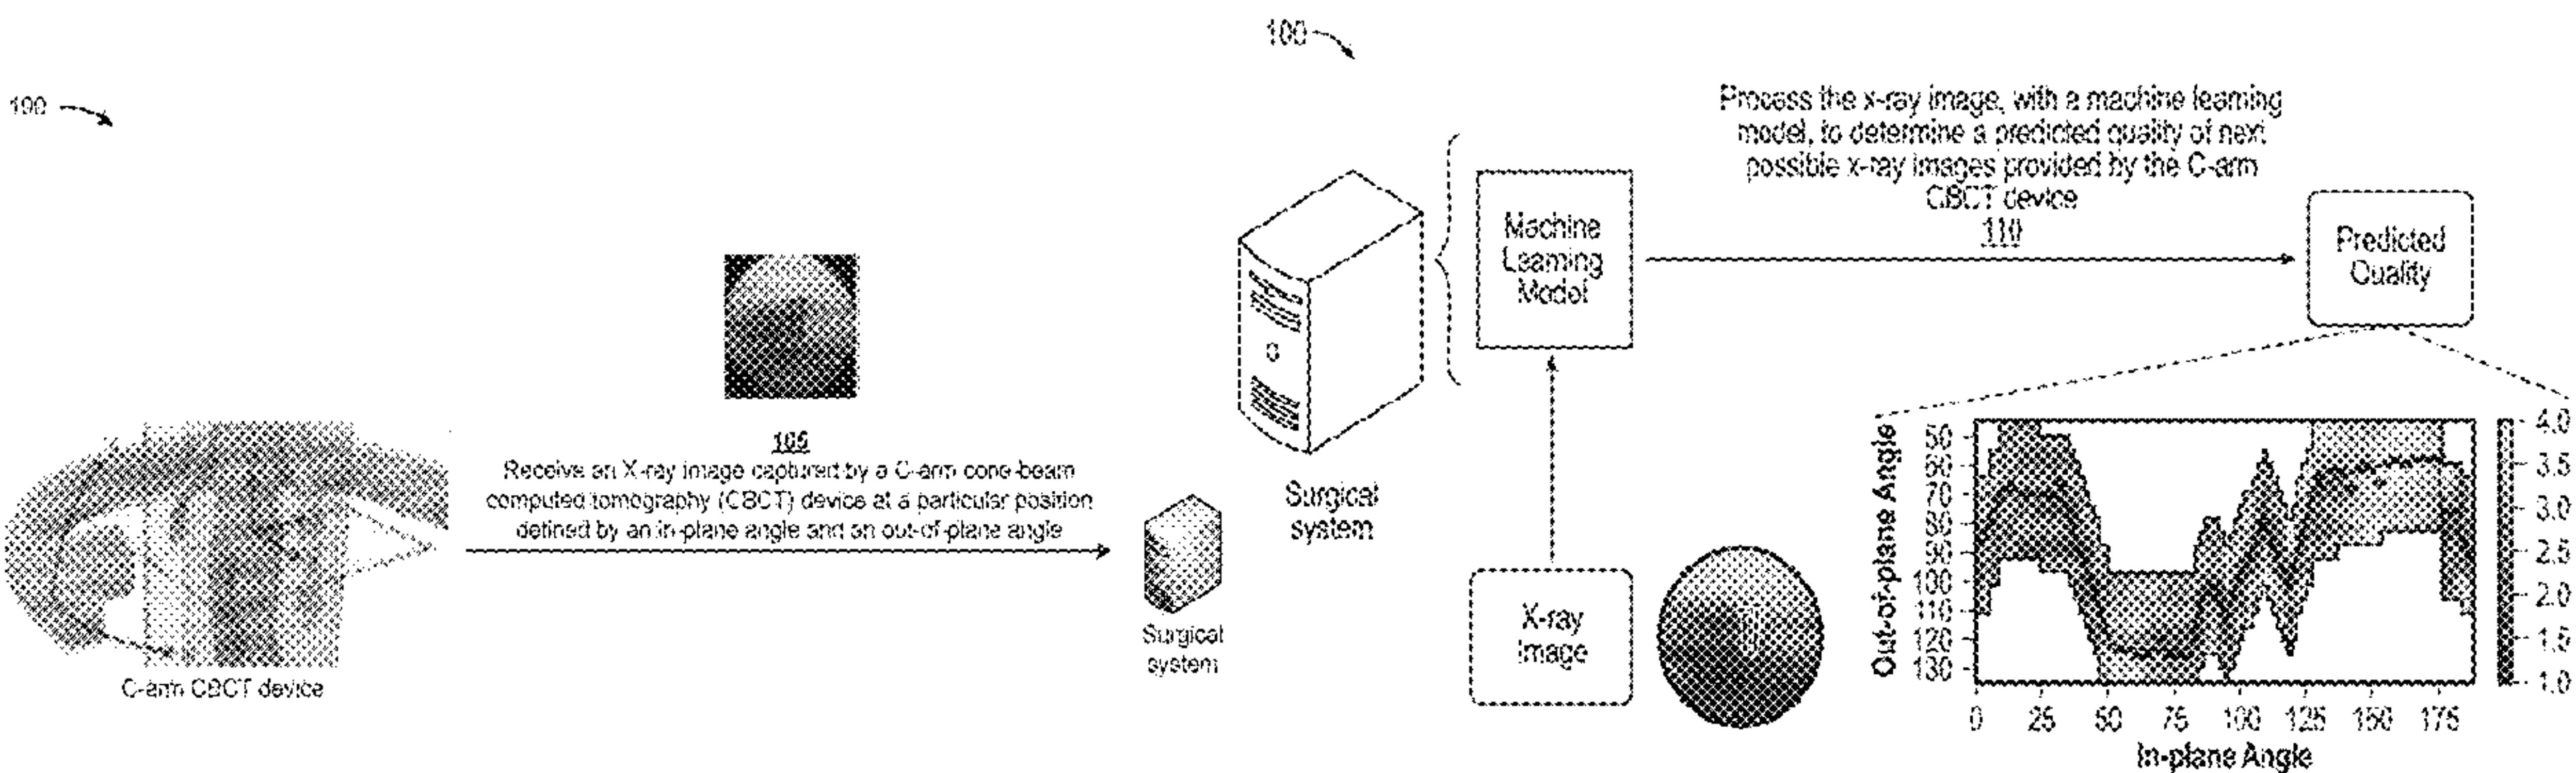 100
105
Receive an X-ray image captured by a C-arm cone-beam
computed tomography (CBCT) device at a particular position
defined by an in-plane angle and an out-of-plane angle
C-arm CBCT device
Surgical
system
100
Process the x-ray image, with a machine learning
model, to determine a predicted quality of next
possible x-ray images provided by the C-arm
CBCT device
110
Surgical
system
Machine
Learning
Model
X-ray
Image
Predicted
Quality
Out-of-plane Angle
50
60
70
80
90
100
110
120
130
0 25 50 75 100 125 150 175
In-plane Angle
4.0
3.5
3.0
2.5
2.0
1.5
1.0